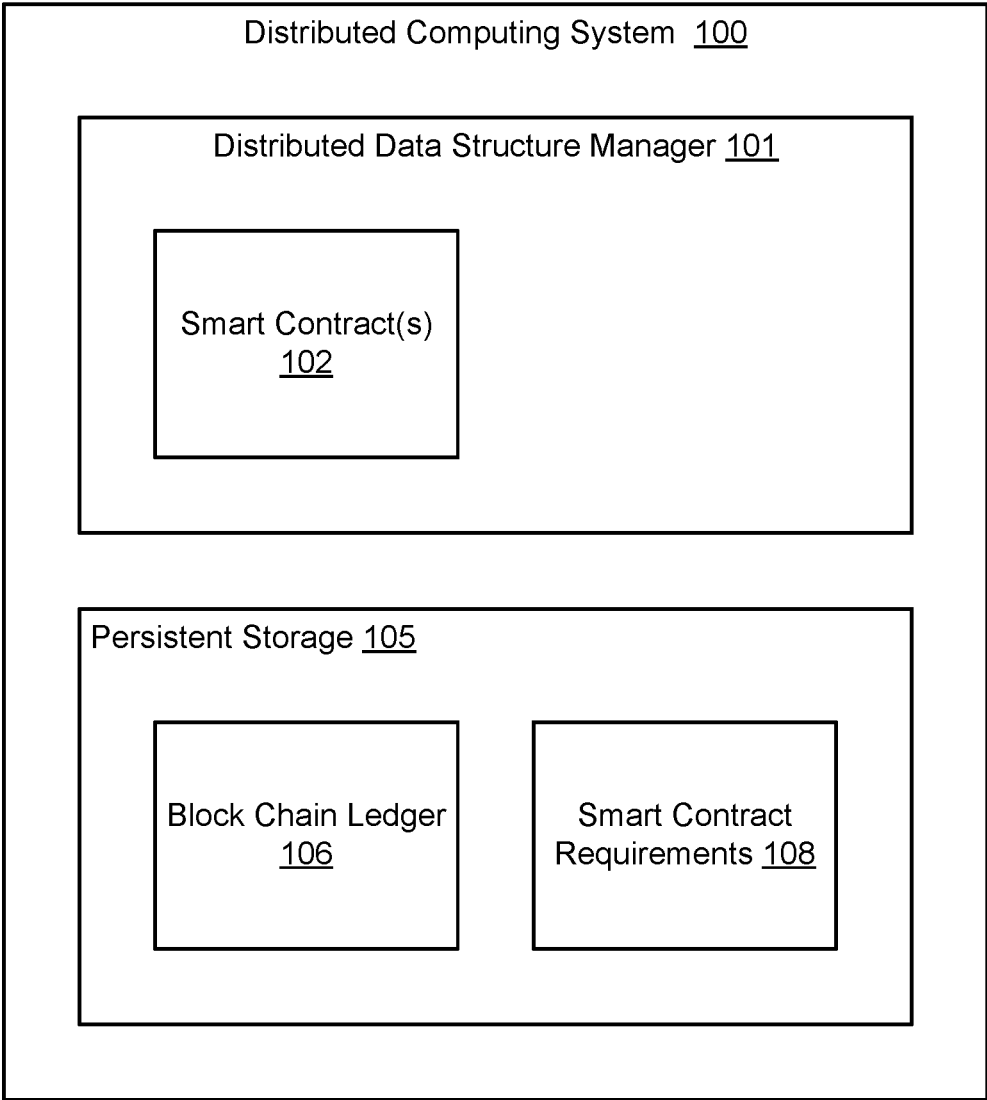 Distributed Computing System 100
Distributed Data Structure Manager 101
Smart Contract(s)
102
Persistent Storage 105
Block Chain Ledger
106
Smart Contract
Requirements 108